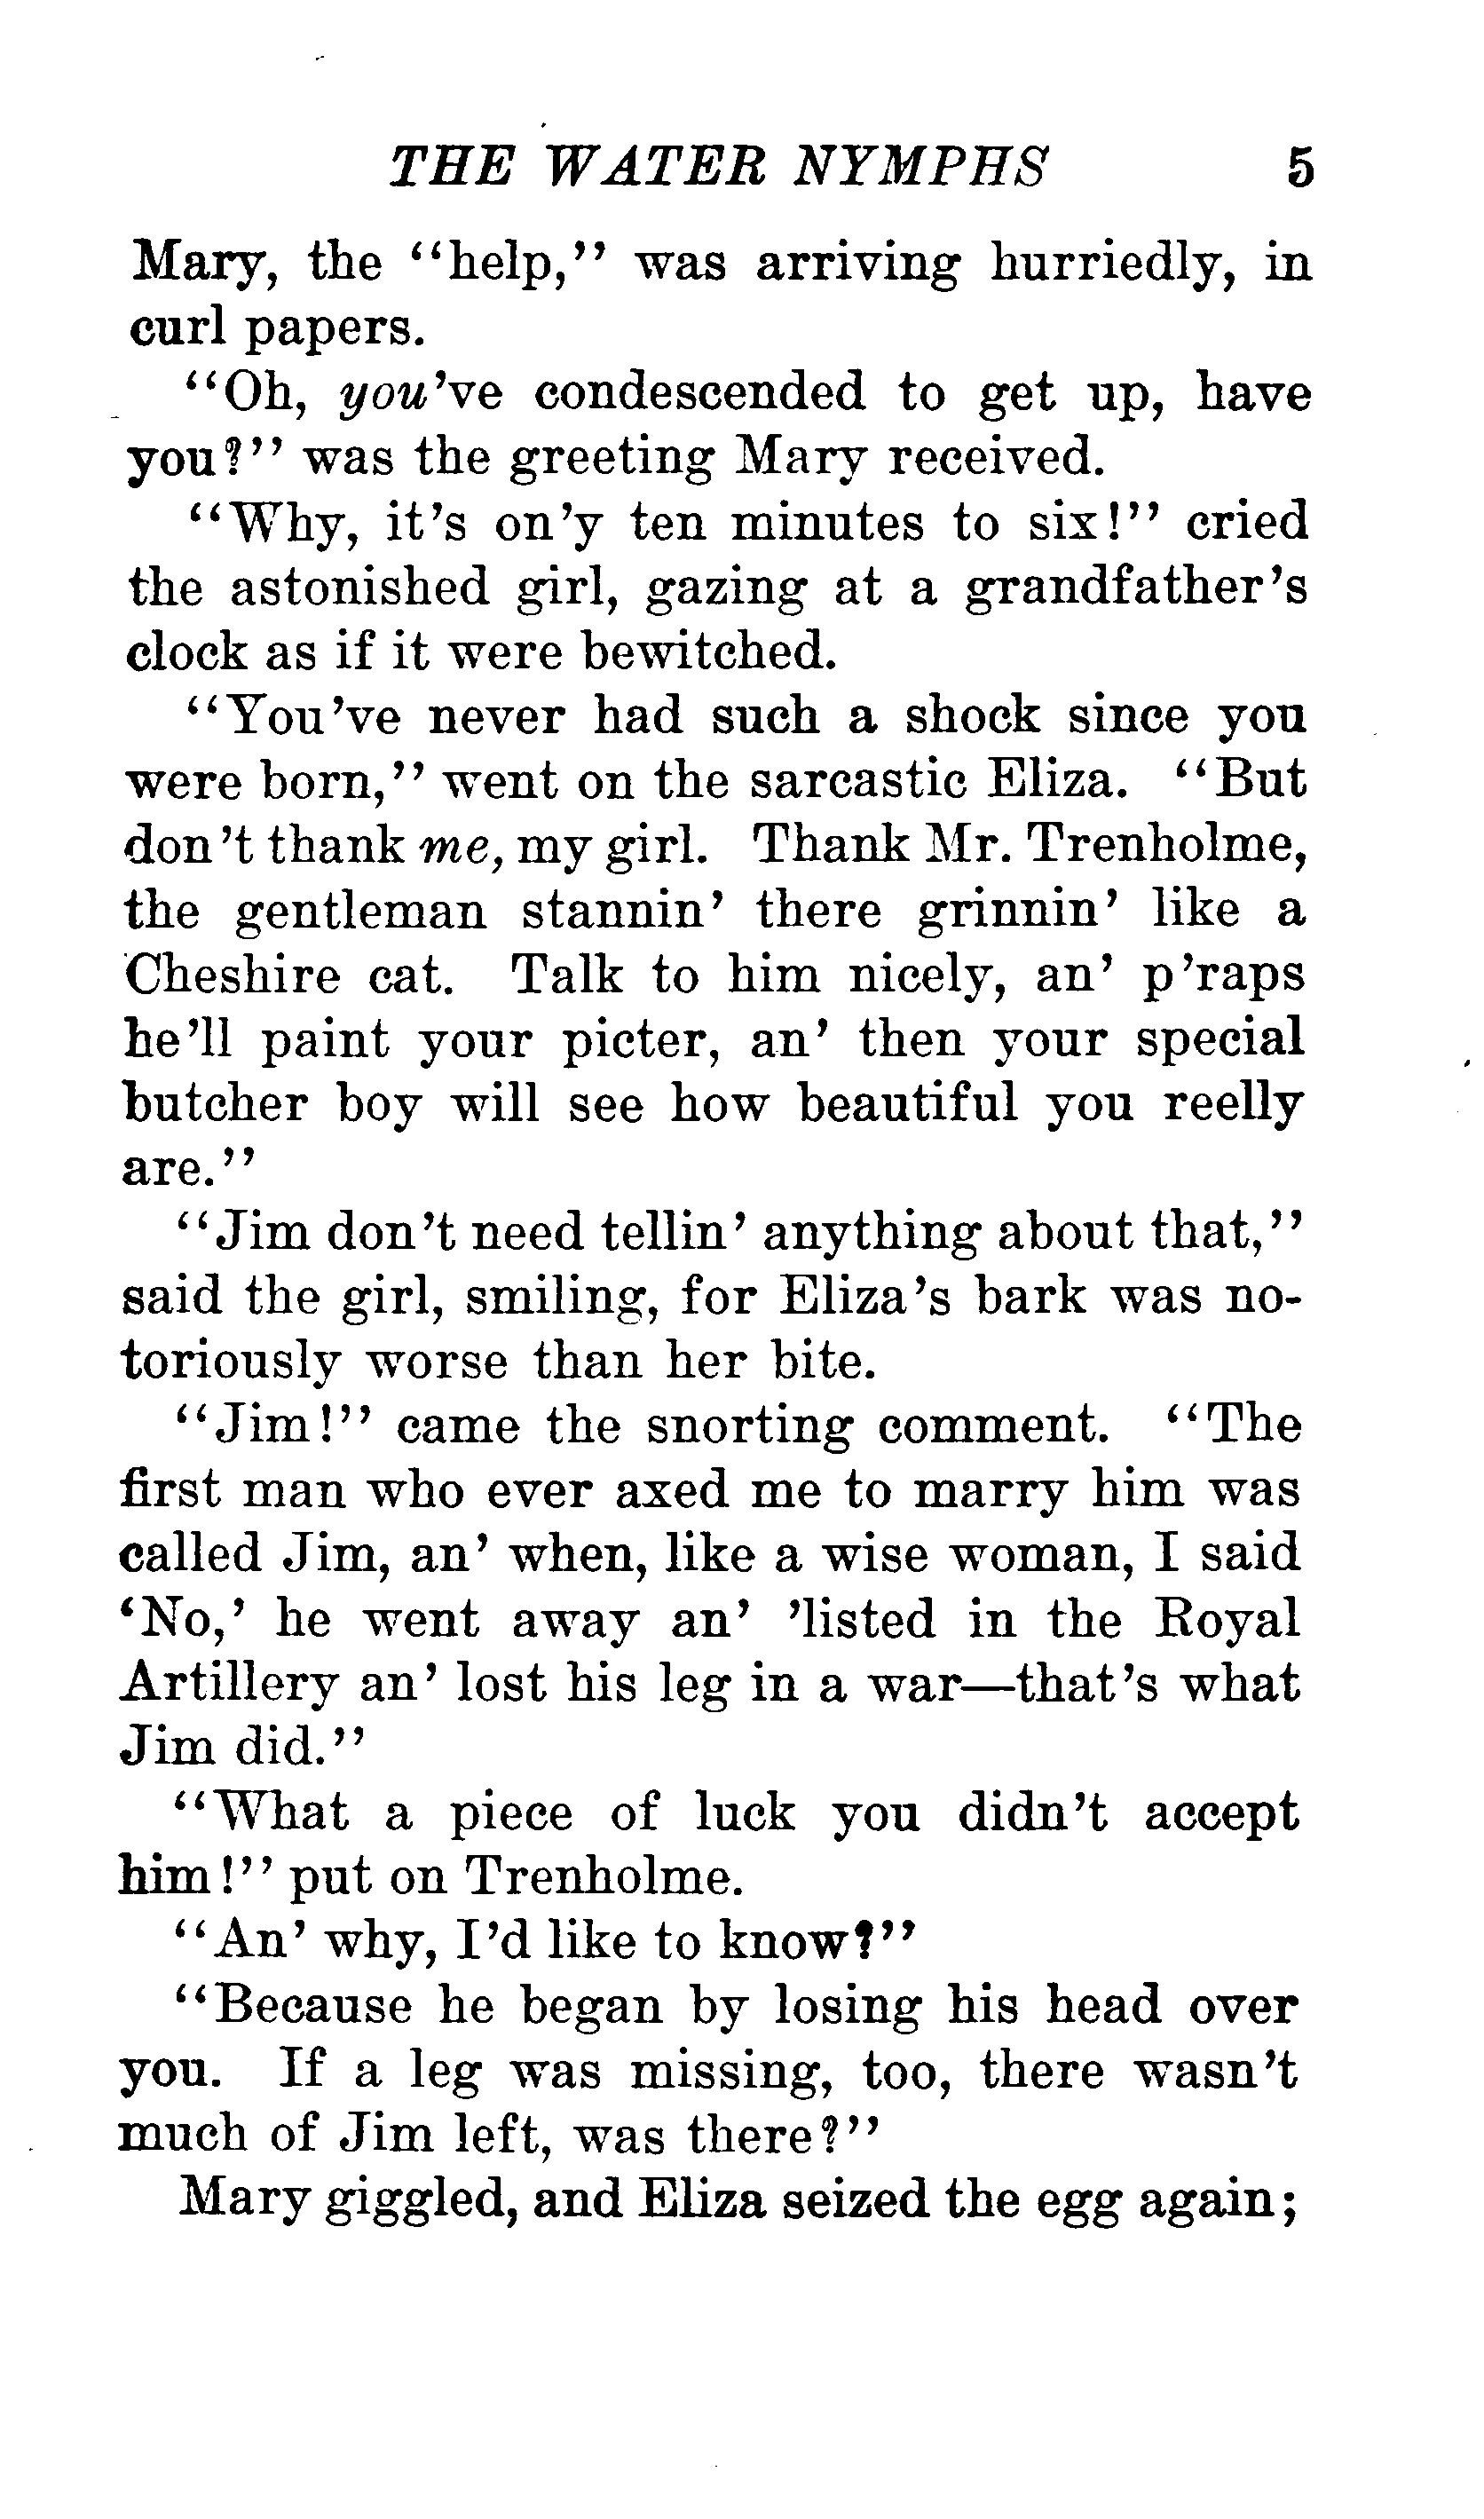 THE WATER NYMPHS 5
Mary, the "help," was arriving hurriedly, in
curl papers.
"Oh, you've condescended to get up, have
you?" was the greeting Mary received.
"Why, it's on'y ten minutes to six!" cried
the astonished girl, gazing at a grandfather's
clock as if it were bewitched.
"You've never had such a shock since you
were born," went on the sarcastic Eliza. "But
don't thank me, my girl. Thank Mr. Trenholme,
the gentleman stannin' there grinnin' like a
Cheshire cat. Talk to him nicely, an' p'raps
he'll paint your picter, an' then your special
butcher boy will see how beautiful you reelly
are."
"Jim don't need tellin' anything about that,"
said the girl, smiling, for Eliza's bark was no-
toriously worse than her bite.
"Jim!" came the snorting comment. "The
first man who ever axed me to marry him was
called Jim, an' when, like a wise woman, I said
'No,' he went away an' 'listed in the Royal
Artillery an' lost his leg in a war—that's what
Jim did."
"What a piece of luck you didn't accept
him!" put on Trenholme.
"An' why, I'd like to know?"
"Because he began by losing his head over
you. If a leg was missing, too, there wasn't
much of Jim left, was there?"
Mary giggled, and Eliza seized the egg again;